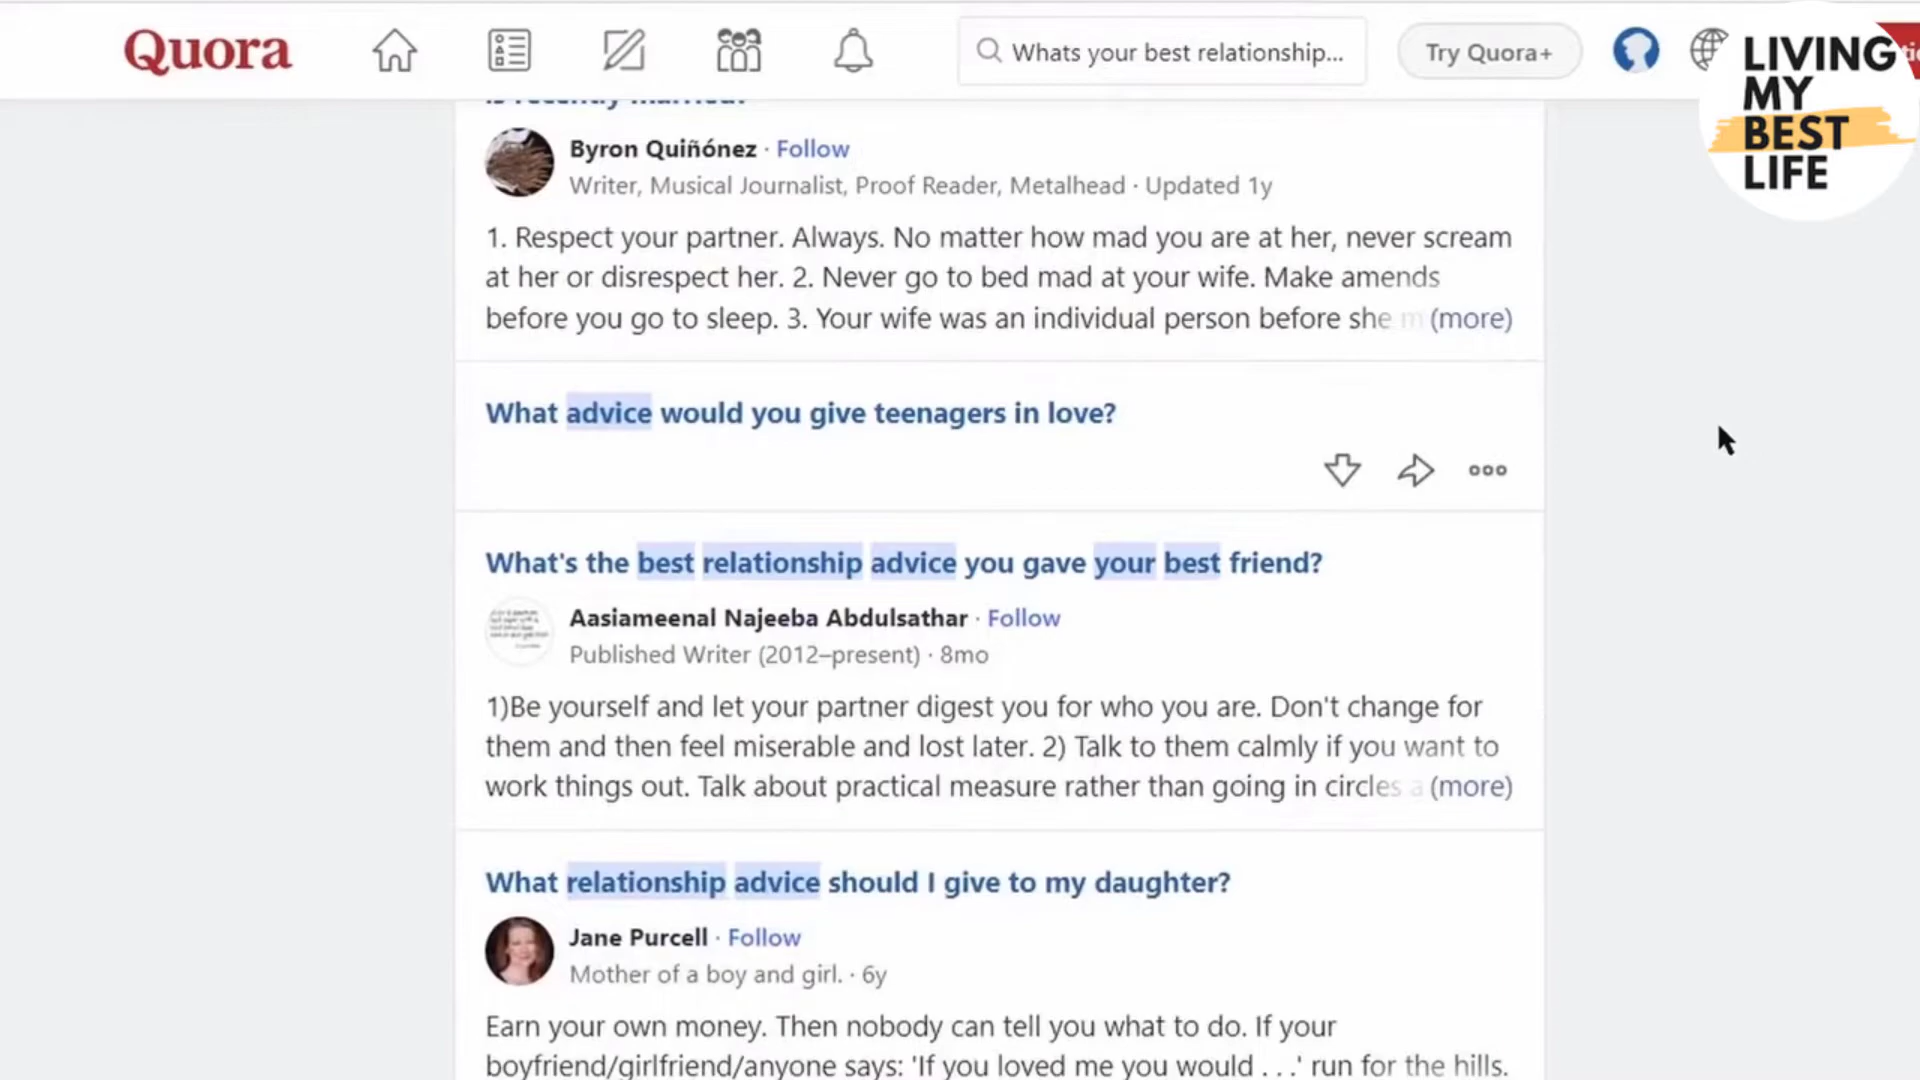 Quora
Whats your best relationship...
Try Quora+
LIVING
MY
BEST
LIFE
is recently married?
Byron Quiñónez · Follow
Writer, Musical Journalist, Proof Reader, Metalhead · Updated 1y
1. Respect your partner. Always. No matter how mad you are at her, never scream
at her or disrespect her. 2. Never go to bed mad at your wife. Make amends
before you go to sleep. 3. Your wife was an individual person before she (more)
What advice would you give teenagers in love?
What's the best relationship advice you gave your best friend?
Aasiameenal Najeeba Abdulsathar · Follow
Published Writer (2012–present) · 8mo
1)Be yourself and let your partner digest you for who you are. Don't change for
them and then feel miserable and lost later. 2) Talk to them calmly if you want to
work things out. Talk about practical measure rather than going in circles a (more)
What relationship advice should I give to my daughter?
Jane Purcell · Follow
Mother of a boy and girl. · 6y
Earn your own money. Then nobody can tell you what to do. If your
boyfriend/girlfriend/anyone says: 'If you loved me you would . . .' run for the hills.